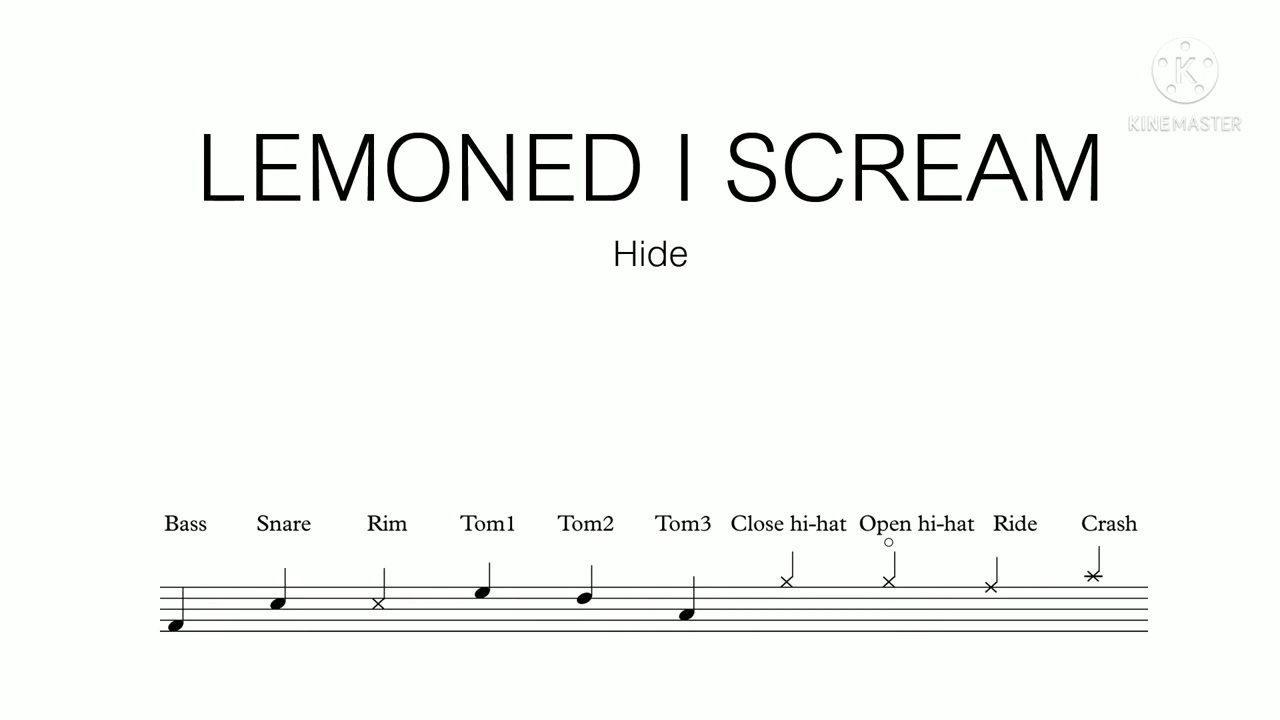 K
KINEMASTER
LEMONED I SCREAM
Hide
Bass Snare Rim Tom1 Tom2 Tom3 Close hi-hat Open hi-hat Ride Crash